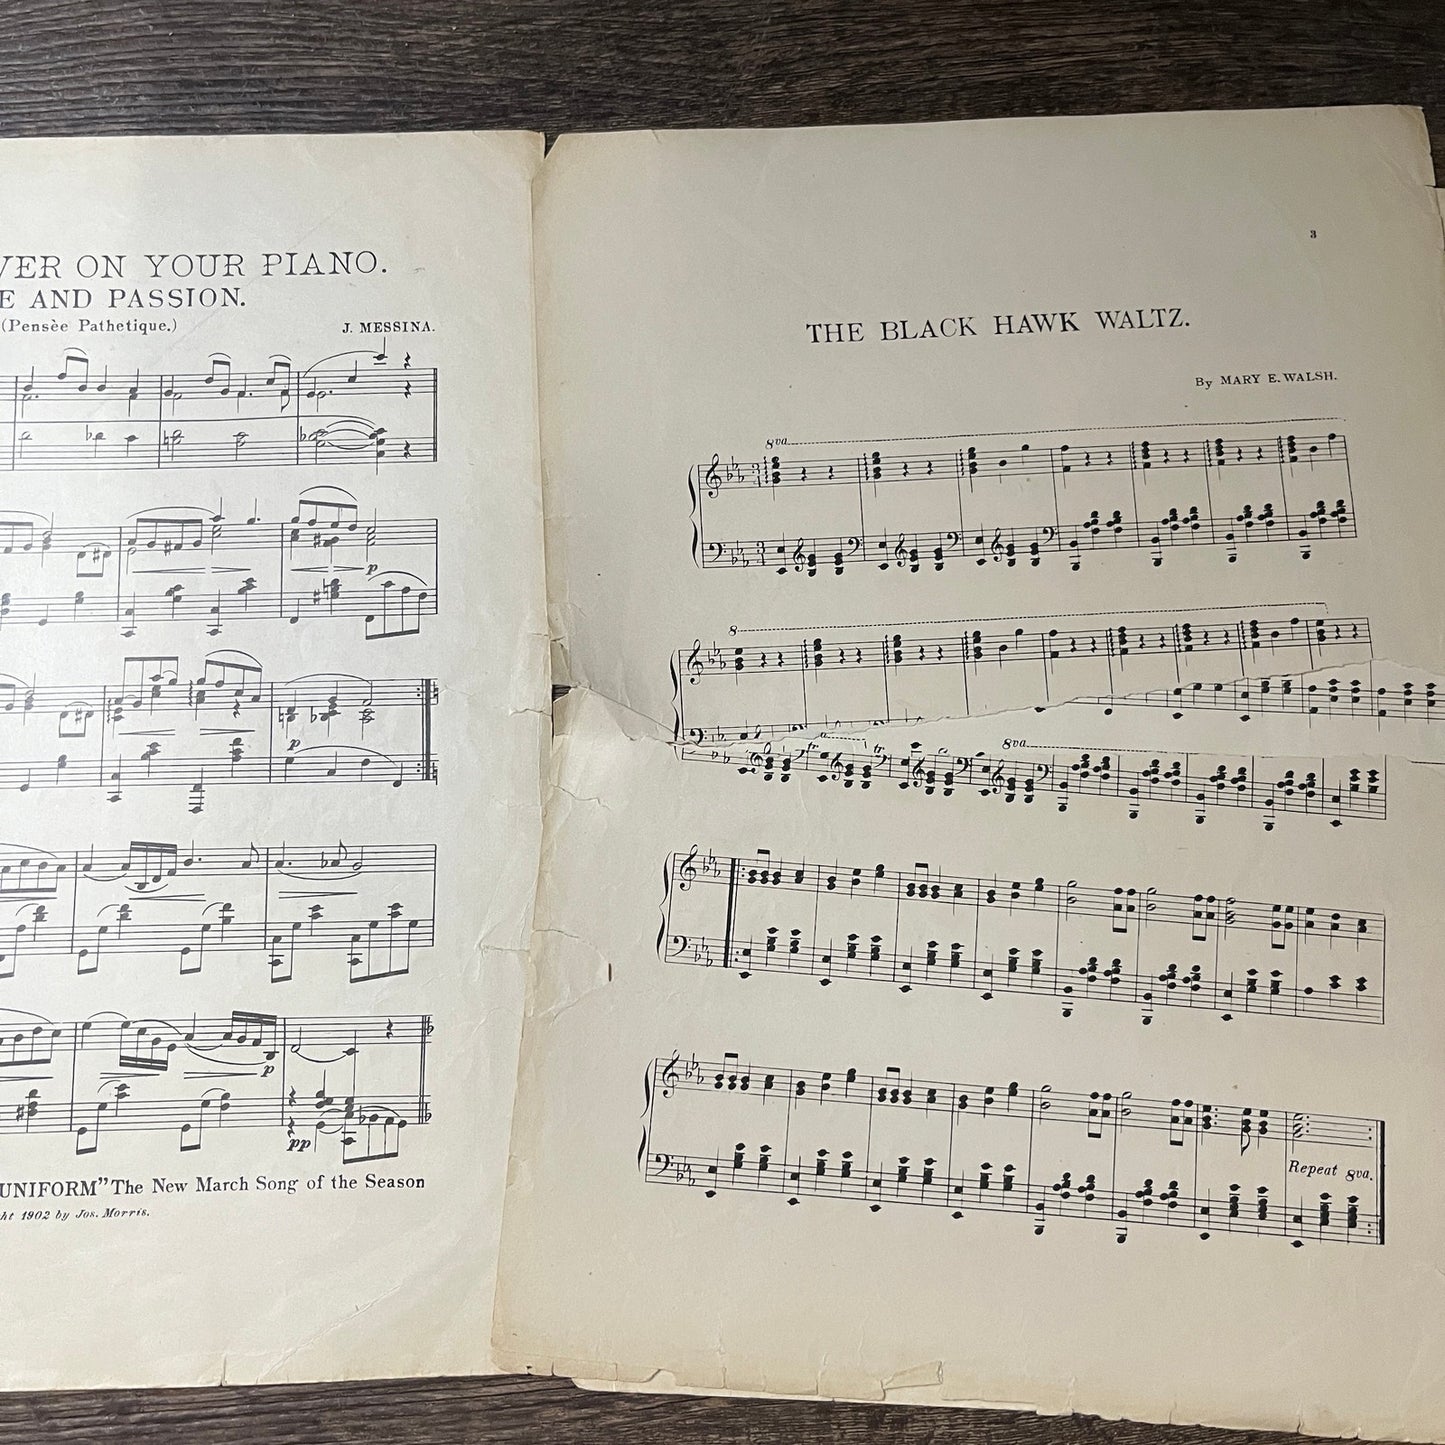 VER ON YOUR PIANO.
E AND PASSION.
(Pensèe Pathetique.)
J. MESSINA.
p
p
p
p
pp
UNIFORM" The New March Song of the Season
ht 1902 by Jos. Morris.
3
THE BLACK HAWK WALTZ.
By MARY E. WALSH.
8va
8
8va
Repeat 8va.